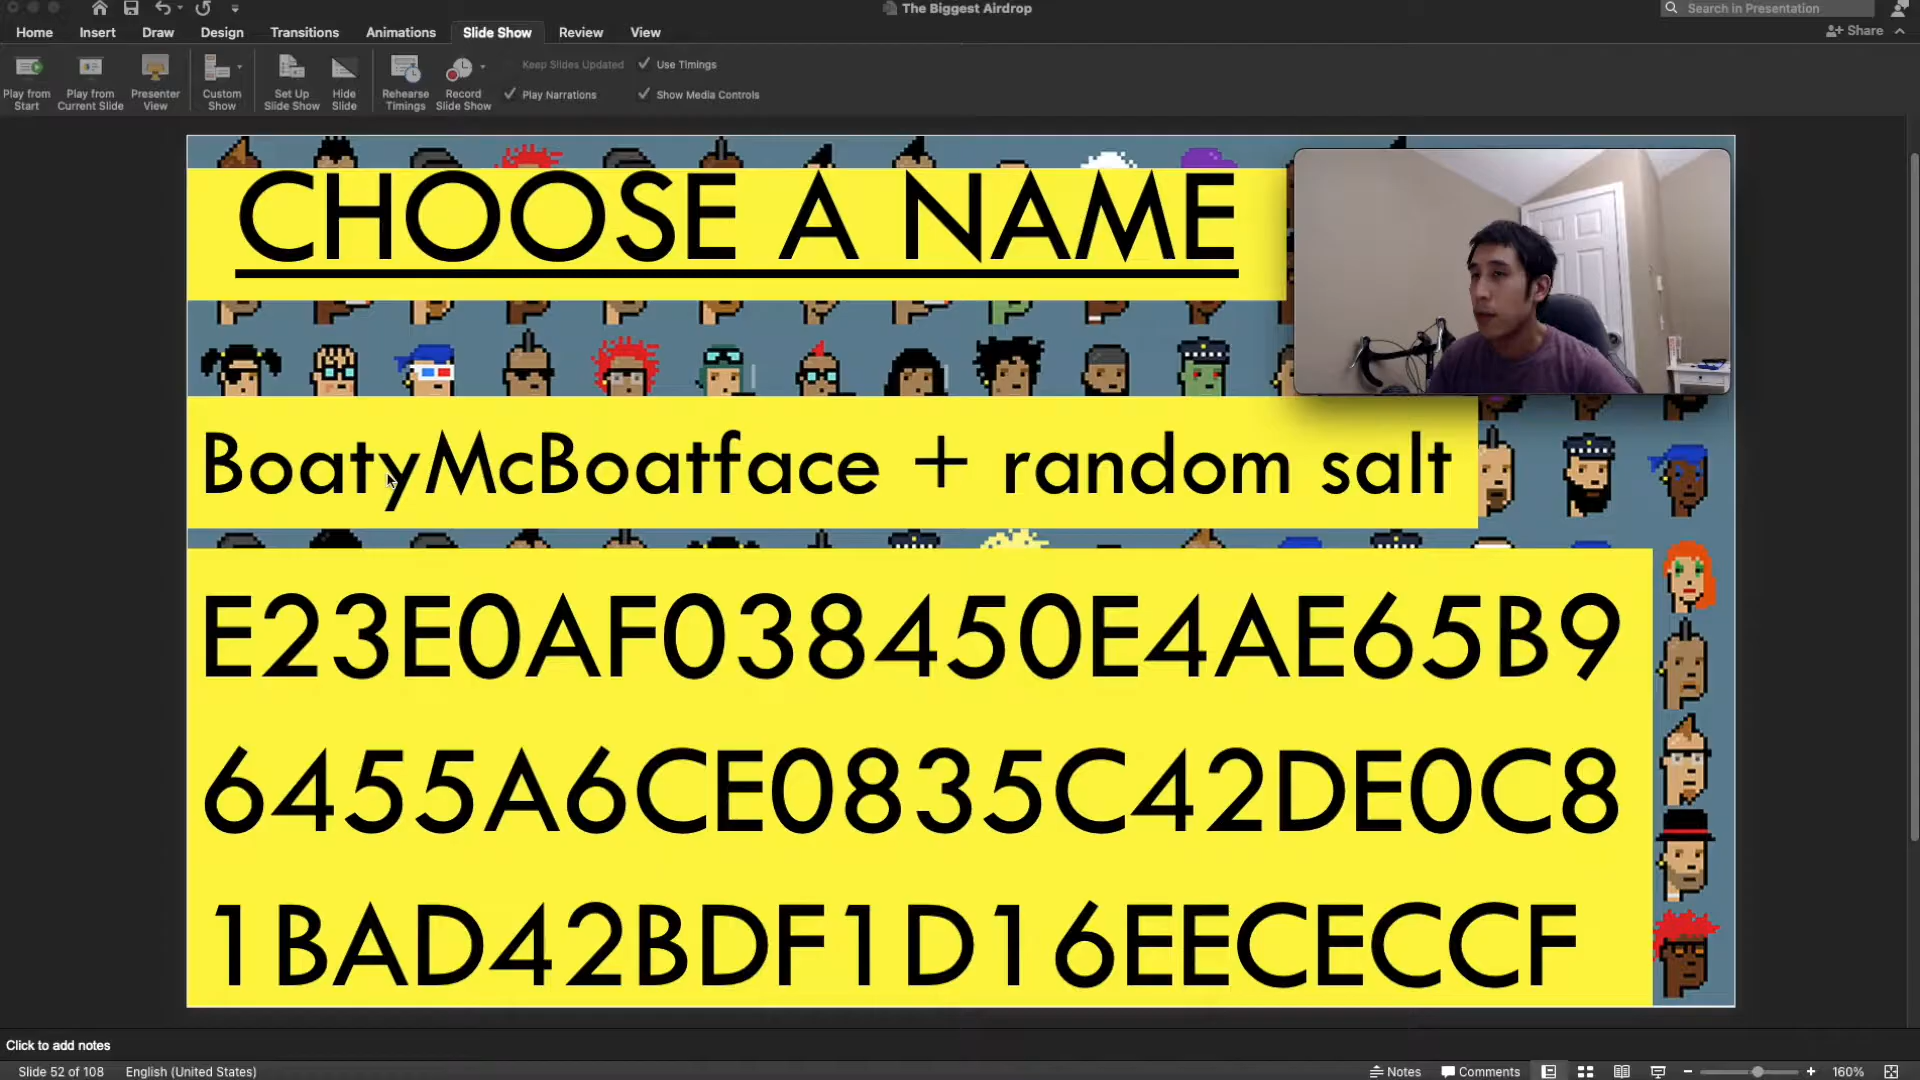 The Biggest Airdrop
Search in Presentation
Home Insert Draw Design Transitions Animations Slide Show Review View
Share
Play from Start
Play from Current Slide
Presenter View
Custom Show
Set Up Slide Show
Hide Slide
Rehearse Timings
Record Slide Show
Keep Slides Updated
Use Timings
Play Narrations
Show Media Controls
CHOOSE A NAME
BoatyMcBoatface + random salt
E23E0AF038450E4AE65B9
6455A6CE0835C42DE0C8
1BAD42BDF1D16EECECCF
Click to add notes
Slide 52 of 108 English (United States) Notes Comments 160%